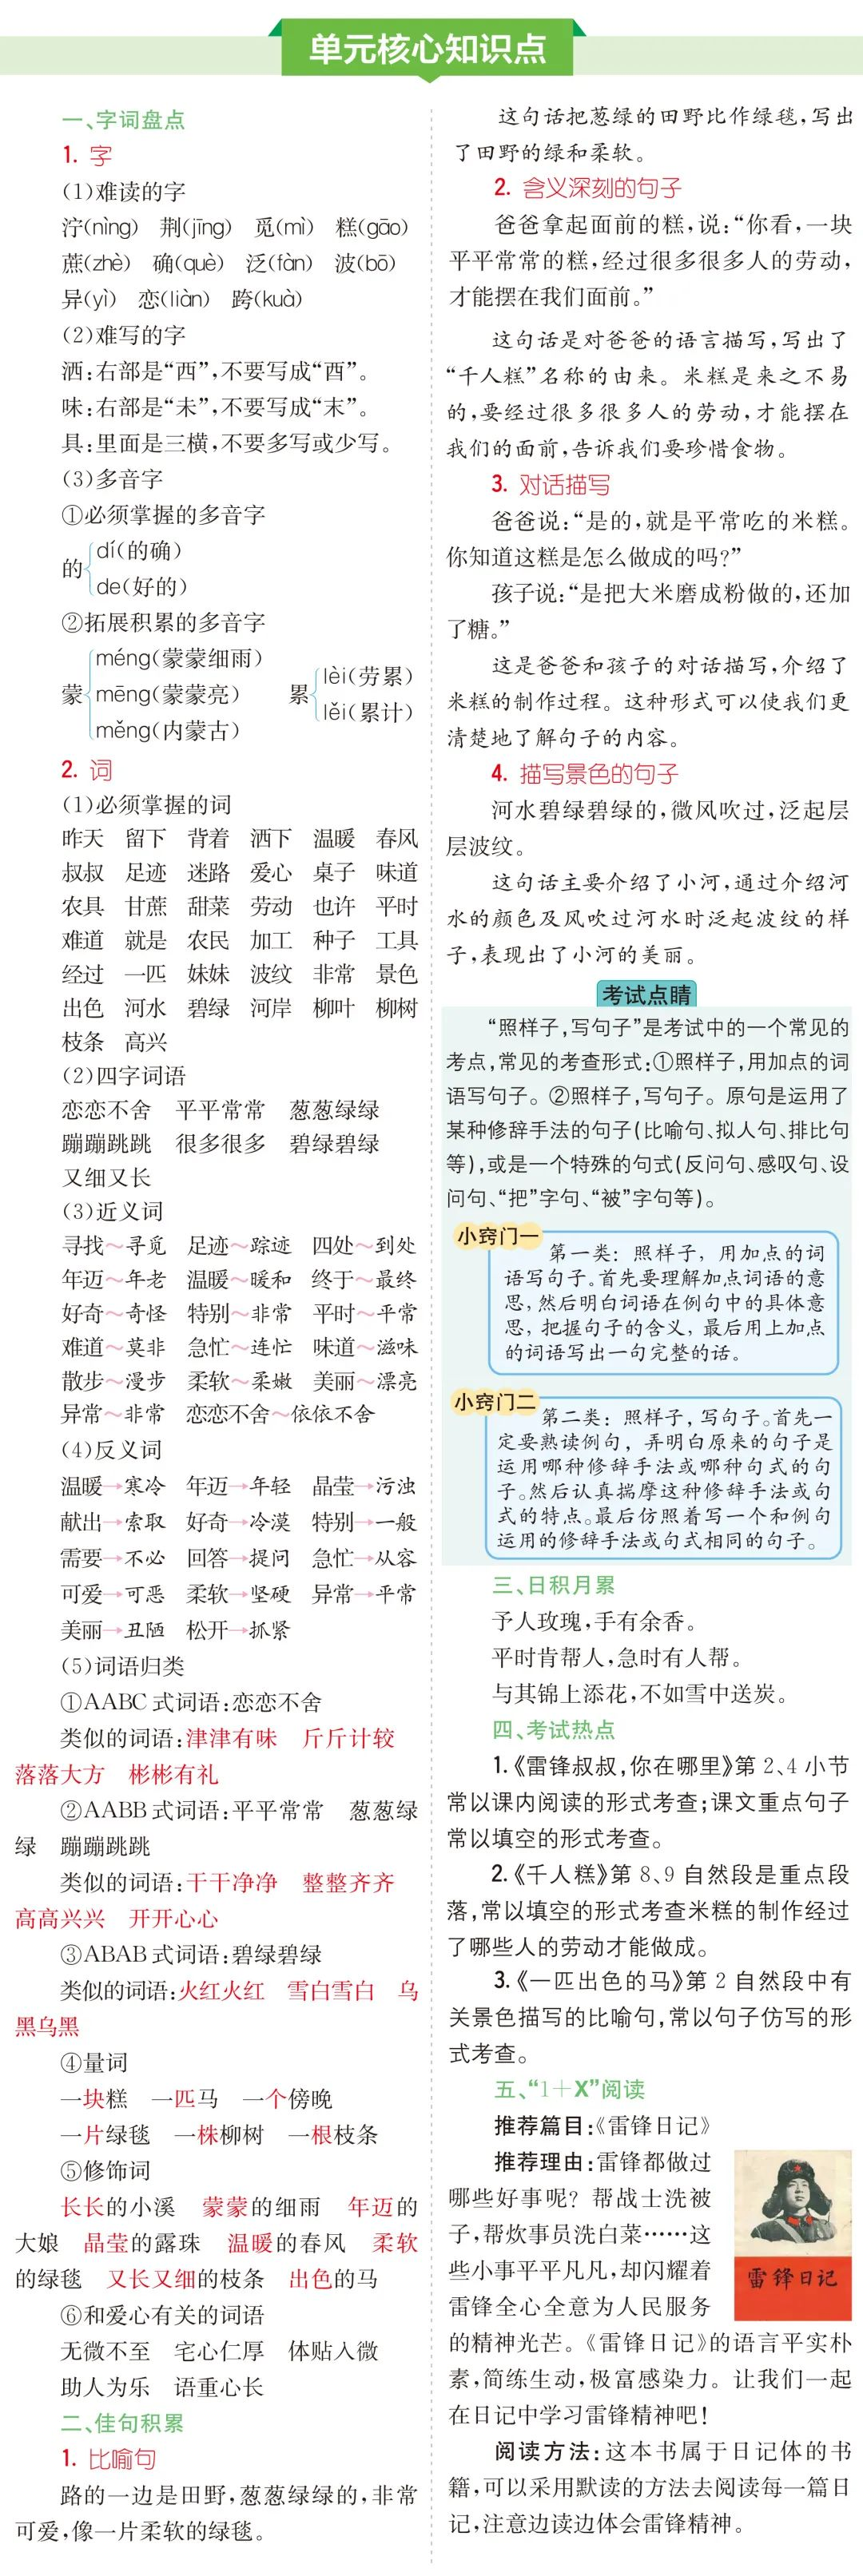 单元核心知识点
一、字词盘点
1. 字
(1)难读的字
泞(nìng) 荆(jīng) 觅(mì) 糕(gāo)
蔗(zhè) 确(què) 泛(fàn) 波(bō)
异(yì) 恋(liàn) 跨(kuà)
(2)难写的字
洒:右部是“西”,不要写成“酉”。
味:右部是“未”,不要写成“末”。
具:里面是三横,不要多写或少写。
(3)多音字
①必须掌握的多音字
的 dí(的确)
de(好的)
②拓展积累的多音字
蒙 méng(蒙蒙细雨)
mēng(蒙蒙亮)
měng(内蒙古)
累 lèi(劳累)
lěi(累计)
2. 词
(1)必须掌握的词
昨天 留下 背着 洒下 温暖 春风
叔叔 足迹 迷路 爱心 桌子 味道
农具 甘蔗 甜菜 劳动 也许 平时
难道 就是 农民 加工 种子 工具
经过 一匹 妹妹 波纹 非常 景色
出色 河水 碧绿 河岸 柳叶 柳树
枝条 高兴
(2)四字词语
恋恋不舍 平平常常 葱葱绿绿
蹦蹦跳跳 很多很多 碧绿碧绿
又细又长
(3)近义词
寻找～寻觅 足迹～踪迹 四处～到处
年迈～年老 温暖～暖和 终于～最终
好奇～奇怪 特别～非常 平时～平常
难道～莫非 急忙～连忙 味道～滋味
散步～漫步 柔软～柔嫩 美丽～漂亮
异常～非常 恋恋不舍～依依不舍
(4)反义词
温暖→寒冷 年迈→年轻 晶莹→污浊
献出→索取 好奇→冷漠 特别→一般
需要→不必 回答→提问 急忙→从容
可爱→可恶 柔软→坚硬 异常→平常
美丽→丑陋 松开→抓紧
(5)词语归类
①AABC式词语:恋恋不舍
类似的词语:津津有味 斤斤计较
落落大方 彬彬有礼
②AABB式词语:平平常常 葱葱绿
绿 蹦蹦跳跳
类似的词语:干干净净 整整齐齐
高高兴兴 开开心心
③ABAB式词语:碧绿碧绿
类似的词语:火红火红 雪白雪白 乌
黑乌黑
④量词
一块糕 一匹马 一个傍晚
一片绿毯 一株柳树 一根枝条
⑤修饰词
长长的小溪 蒙蒙的细雨 年迈的
大娘 晶莹的露珠 温暖的春风 柔软
的绿毯 又长又细的枝条 出色的马
⑥和爱心有关的词语
无微不至 宅心仁厚 体贴入微
助人为乐 语重心长
二、佳句积累
1. 比喻句
路的一边是田野,葱葱绿绿的,非常
可爱,像一片柔软的绿毯。
这句话把葱绿的田野比作绿毯,写出
了田野的绿和柔软。
2. 含义深刻的句子
爸爸拿起面前的糕,说:“你看,一块
平平常常的糕,经过很多很多人的劳动,
才能摆在我们面前。”
这句话是对爸爸的语言描写,写出了
“千人糕”名称的由来。米糕是来之不易
的,要经过很多很多人的劳动,才能摆在
我们的面前,告诉我们要珍惜食物。
3. 对话描写
爸爸说:“是的,就是平常吃的米糕。
你知道这糕是怎么做成的吗?”
孩子说:“是把大米磨成粉做的,还加
了糖。”
这是爸爸和孩子的对话描写,介绍了
米糕的制作过程。这种形式可以使我们更
清楚地了解句子的内容。
4. 描写景色的句子
河水碧绿碧绿的,微风吹过,泛起层
层波纹。
这句话主要介绍了小河,通过介绍河
水的颜色及风吹过河水时泛起波纹的样
子,表现出了小河的美丽。
考试点睛
“照样子,写句子”是考试中的一个常见的
考点,常见的考查形式:①照样子,用加点的词
语写句子。②照样子,写句子。原句是运用了
某种修辞手法的句子(比喻句、拟人句、排比句
等),或是一个特殊的句式(反问句、感叹句、设
问句、“把”字句、“被”字句等)。
小窍门一
第一类:照样子,用加点的词
语写句子。首先要理解加点词语的意
思,然后明白词语在例句中的具体意
思,把握句子的含义,最后用上加点
的词语写出一句完整的话。
小窍门二
第二类:照样子,写句子。首先一
定要熟读例句,弄明白原来的句子是
运用哪种修辞手法或哪种句式的句
子。然后认真揣摩这种修辞手法或句
式的特点。最后仿照着写一个和例句
运用的修辞手法或句式相同的句子。
三、日积月累
予人玫瑰,手有余香。
平时肯帮人,急时有人帮。
与其锦上添花,不如雪中送炭。
四、考试热点
1.《雷锋叔叔,你在哪里》第2、4小节
常以课内阅读的形式考查;课文重点句子
常以填空的形式考查。
2.《千人糕》第8、9自然段是重点段
落,常以填空的形式考查米糕的制作经过
了哪些人的劳动才能做成。
3.《一匹出色的马》第2自然段中有
关景色描写的比喻句,常以句子仿写的形
式考查。
五、“1+X”阅读
推荐篇目:《雷锋日记》
推荐理由:雷锋都做过
哪些好事呢? 帮战士洗被
子,帮炊事员洗白菜……这
些小事平平凡凡,却闪耀着
雷锋全心全意为人民服务
的精神光芒。《雷锋日记》的语言平实朴
素,简练生动,极富感染力。让我们一起
在日记中学习雷锋精神吧!
雷锋日记
阅读方法:这本书属于日记体的书
籍,可以采用默读的方法去阅读每一篇日
记,注意边读边体会雷锋精神。